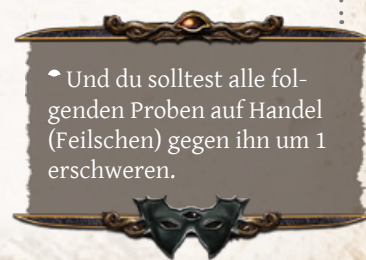 Und du solltest alle fol-
genden Proben auf Handel
(Feilschen) gegen ihn um 1
erschweren.